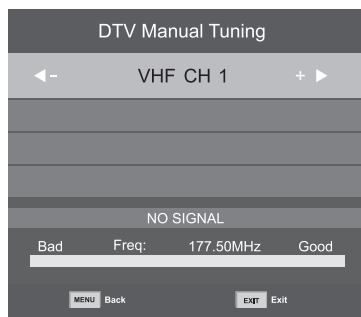 DTV Manual Tuning
- VHF CH 1 +
NO SIGNAL
Bad Freq: 177.50MHz Good
MENU Back EXIT Exit